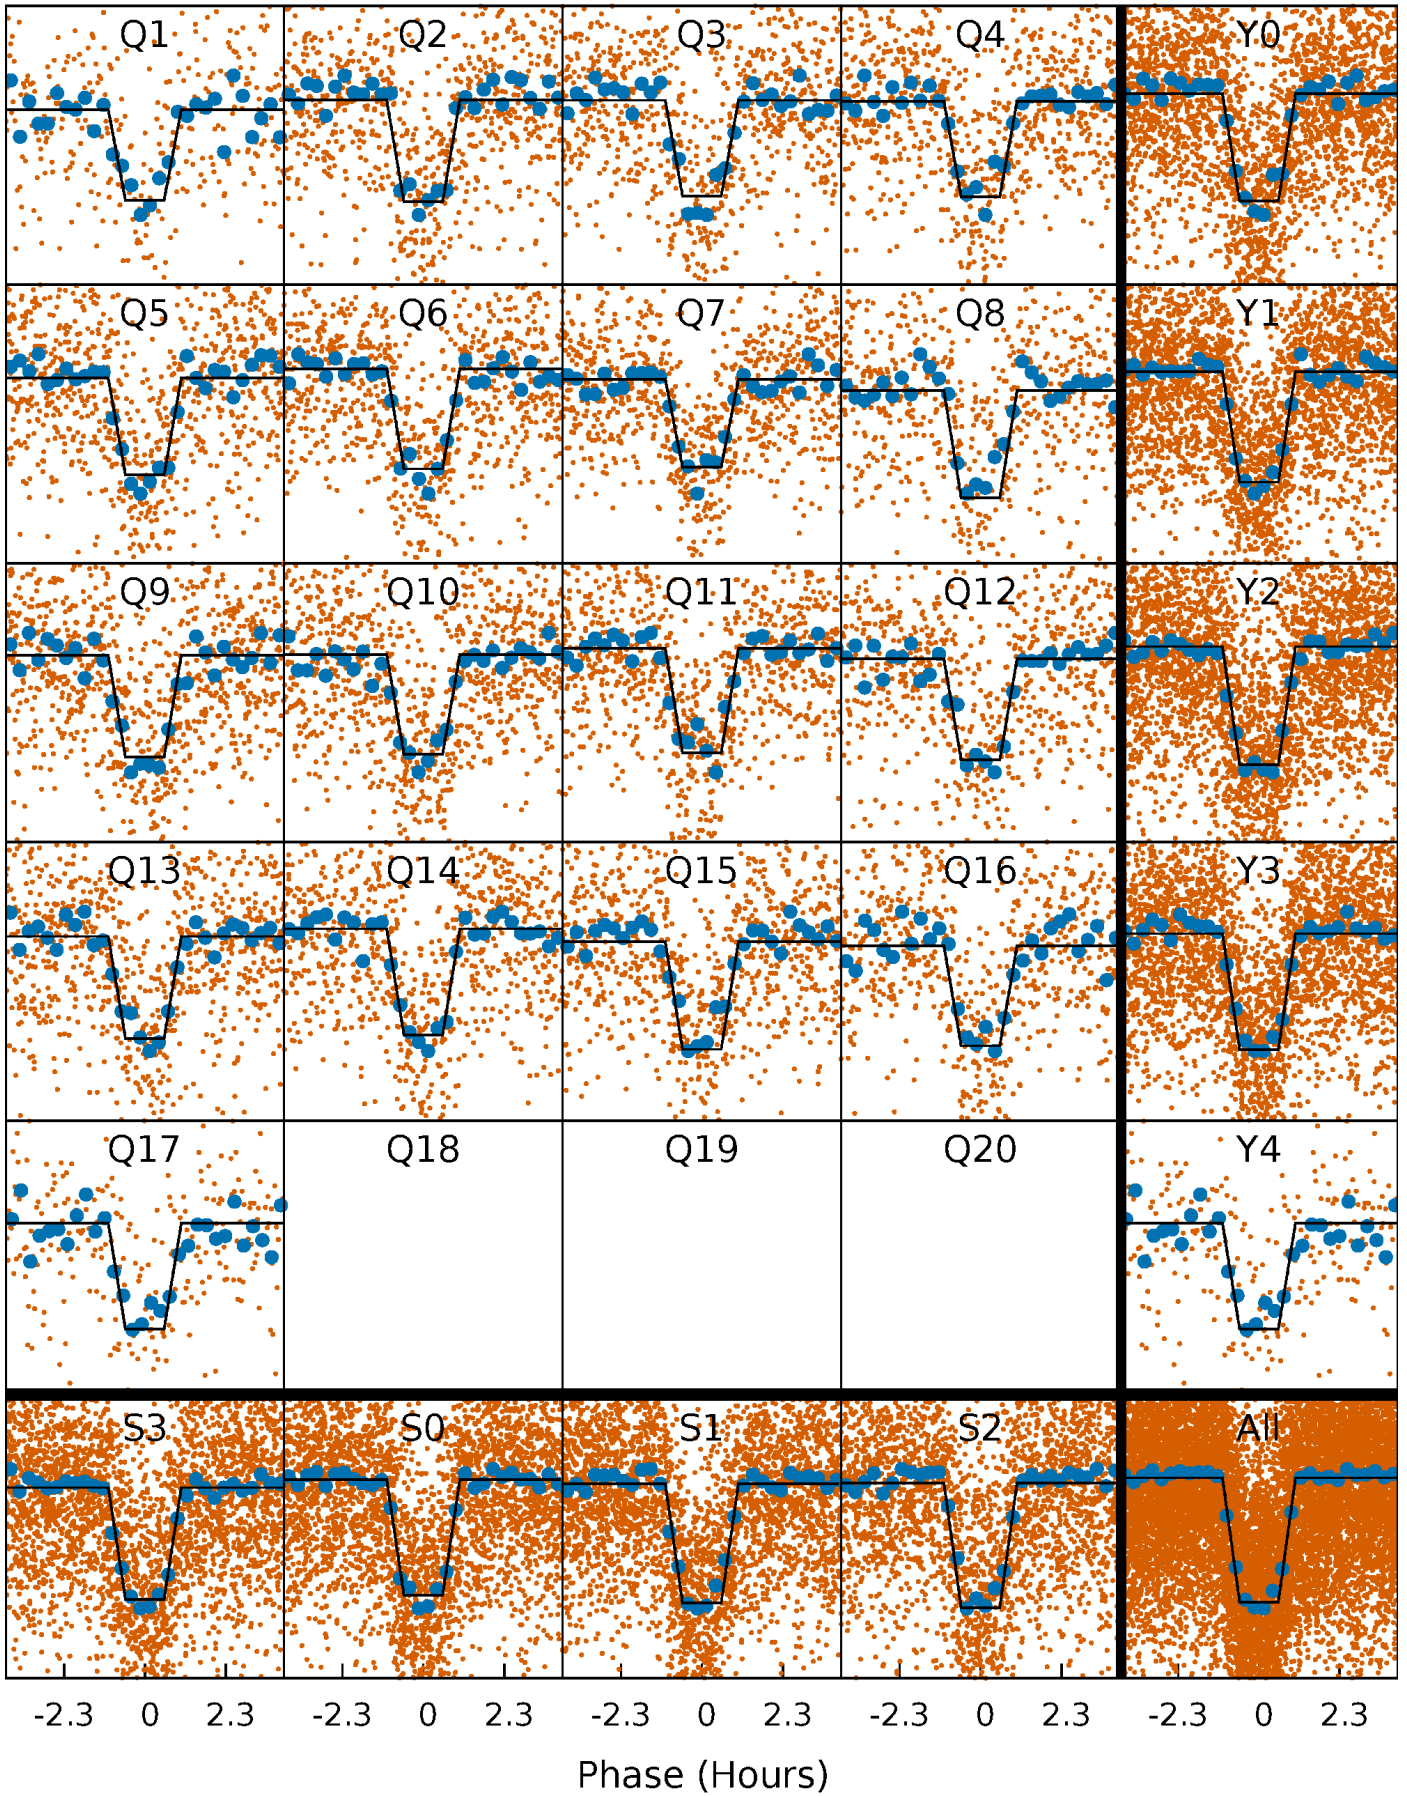 Q1 Q2 Q3 Q4 Y0
Q5 Q6 Q7 Q8 Y1
Q9 Q10 Q11 Q12 Y2
Q13 Q14 Q15 Q16 Y3
Q17 Q18 Q19 Q20 Y4
S3 S0 S1 S2 All
-2.3 0 2.3 -2.3 0 2.3 -2.3 0 2.3 -2.3 0 2.3 -2.3 0 2.3
Phase (Hours)